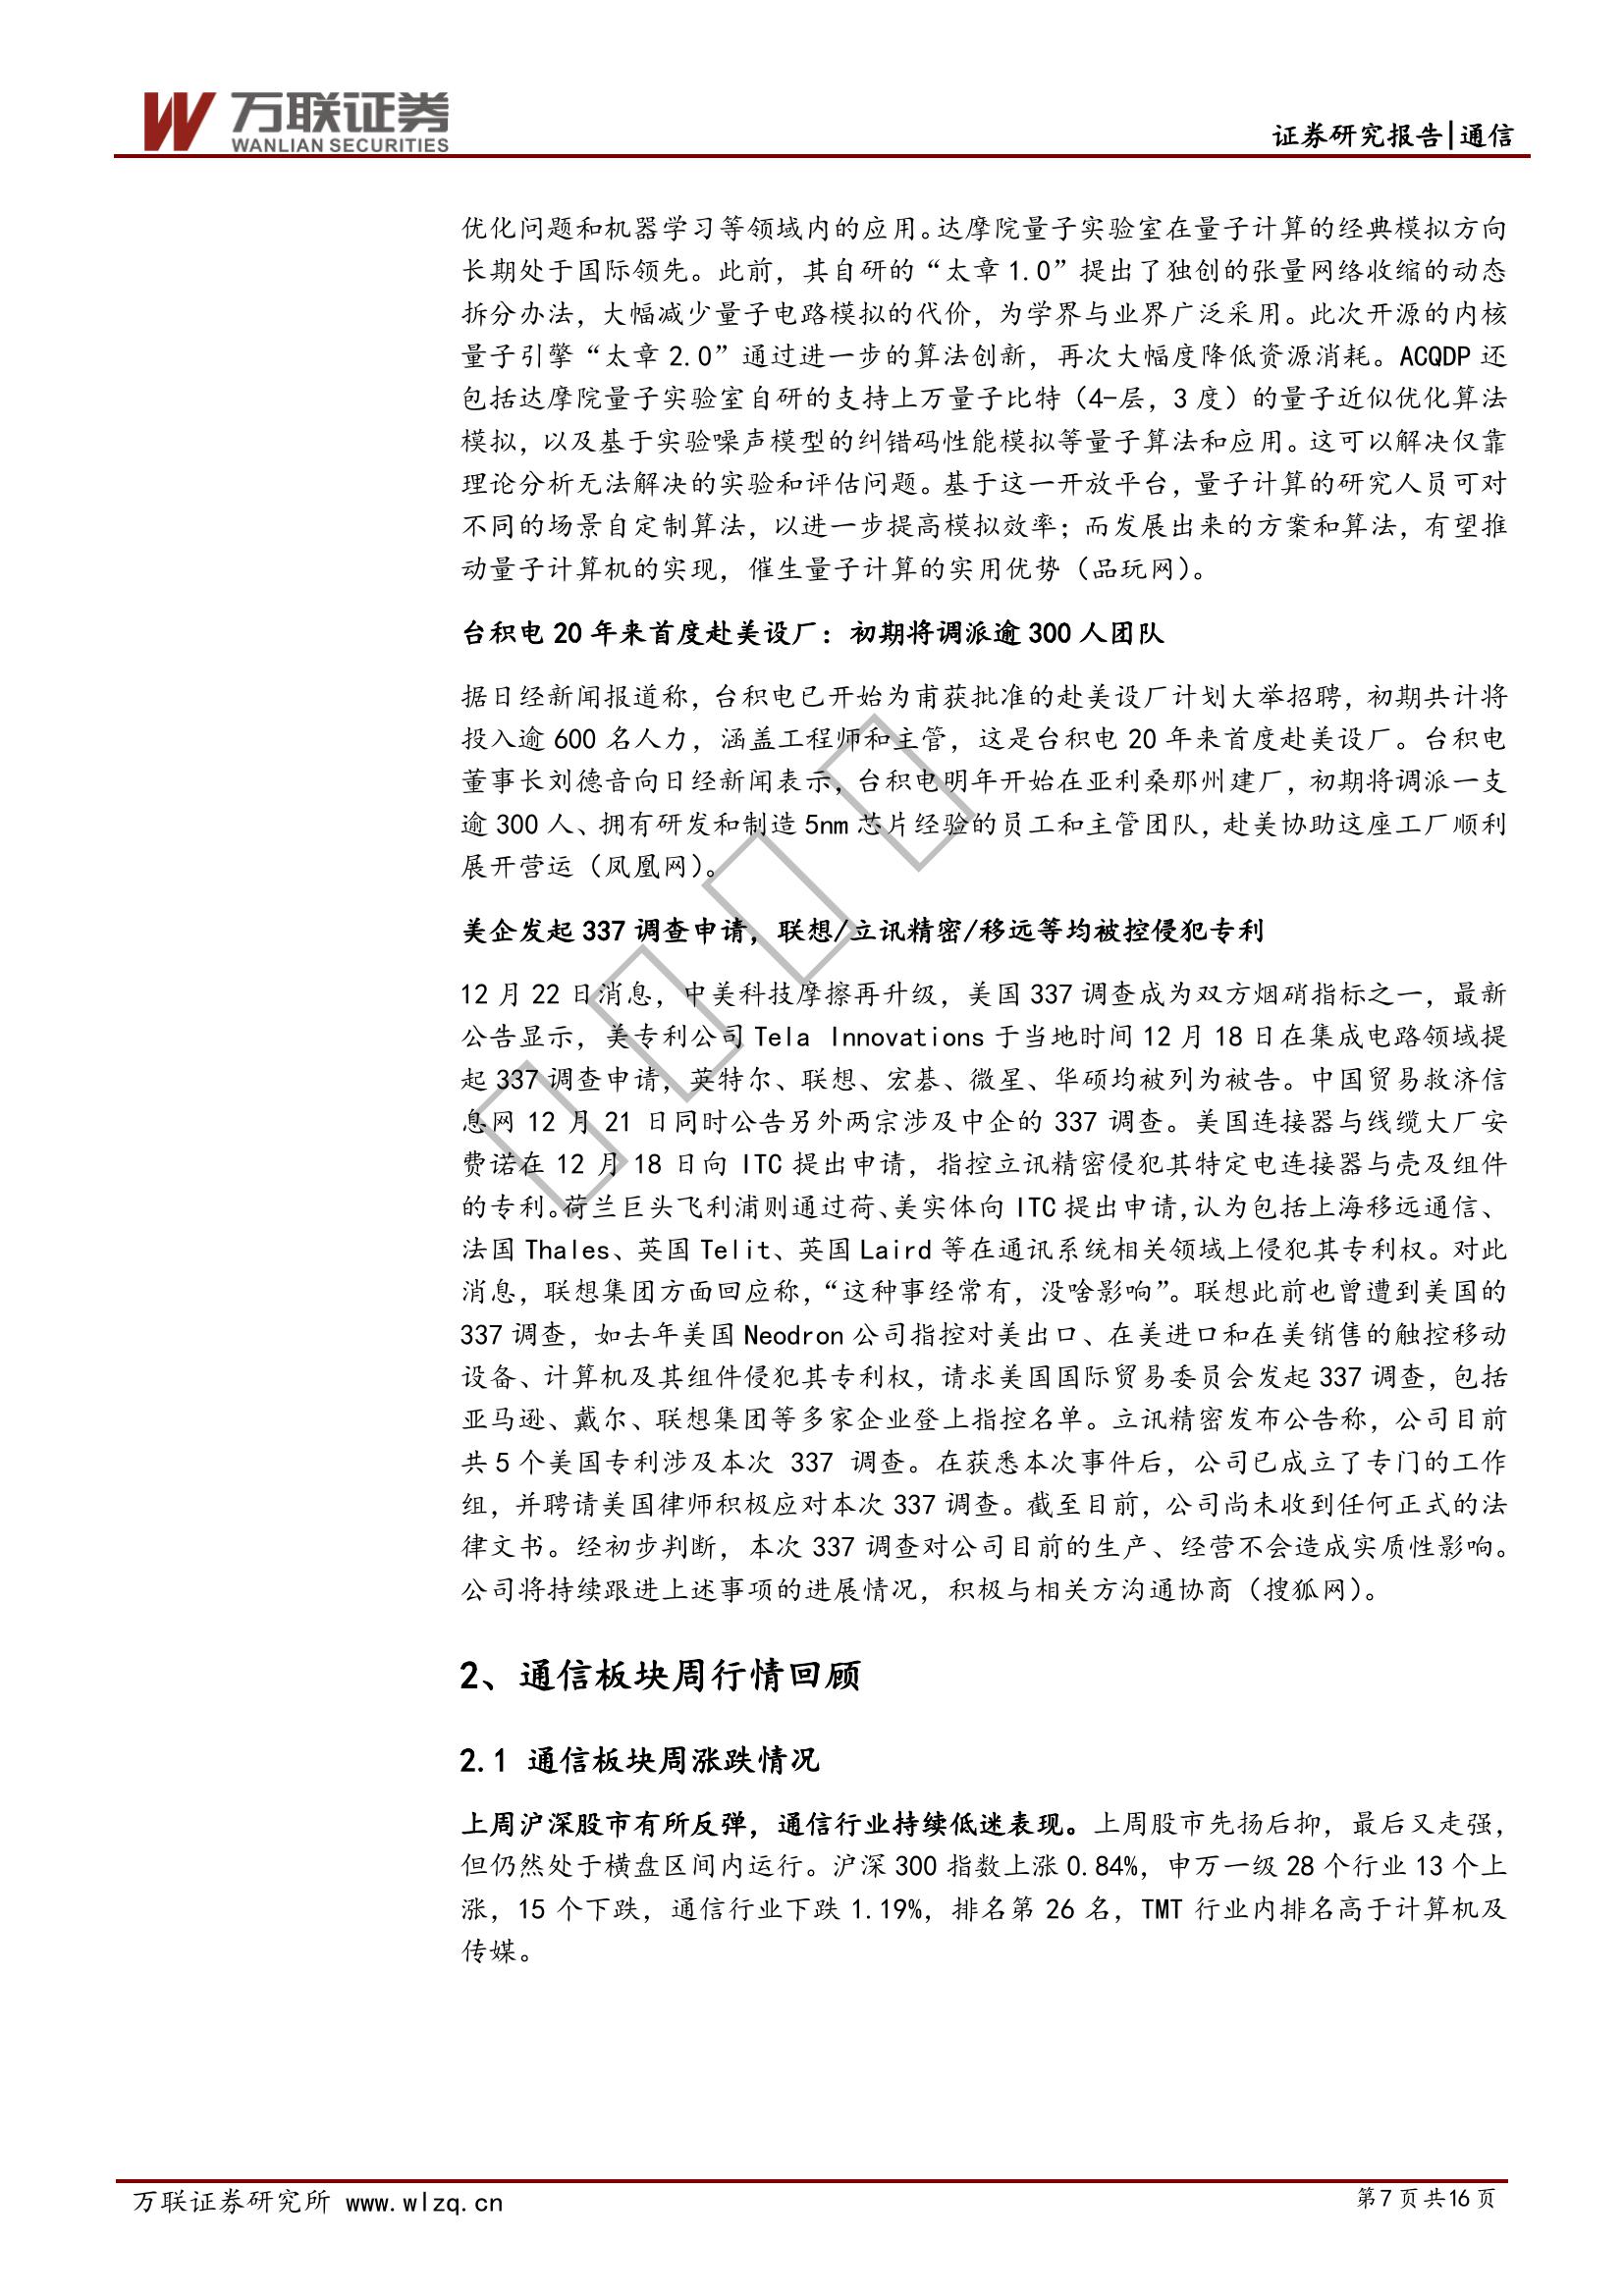 万联证券
WANLIAN SECURITIES
证券研究报告|通信
优化问题和机器学习等领域内的应用。达摩院量子实验室在量子计算的经典模拟方向
长期处于国际领先。此前，其自研的“太章 1.0”提出了独创的张量网络收缩的动态
拆分办法，大幅减少量子电路模拟的代价，为学界与业界广泛采用。此次开源的内核
量子引擎“太章 2.0”通过进一步的算法创新，再次大幅度降低资源消耗。ACQDP 还
包括达摩院量子实验室自研的支持上万量子比特（4-层，3 度）的量子近似优化算法
模拟，以及基于实验噪声模型的纠错码性能模拟等量子算法和应用。这可以解决仅靠
理论分析无法解决的实验和评估问题。基于这一开放平台，量子计算的研究人员可对
不同的场景自定制算法，以进一步提高模拟效率；而发展出来的方案和算法，有望推
动量子计算机的实现，催生量子计算的实用优势（品玩网）。
台积电 20 年来首度赴美设厂：初期将调派逾 300 人团队
据日经新闻报道称，台积电已开始为甫获批准的赴美设厂计划大举招聘，初期共计将
投入逾 600 名人力，涵盖工程师和主管，这是台积电 20 年来首度赴美设厂。台积电
董事长刘德音向日经新闻表示，台积电明年开始在亚利桑那州建厂，初期将调派一支
逾 300 人、拥有研发和制造 5nm 芯片经验的员工和主管团队，赴美协助这座工厂顺利
展开营运（凤凰网）。
美企发起 337 调查申请，联想/立讯精密/移远等均被控侵犯专利
12 月 22 日消息，中美科技摩擦再升级，美国 337 调查成为双方烟硝指标之一，最新
公告显示，美专利公司 Tela Innovations 于当地时间 12 月 18 日在集成电路领域提
起 337 调查申请，英特尔、联想、宏碁、微星、华硕均被列为被告。中国贸易救济信
息网 12 月 21 日同时公告另外两宗涉及中企的 337 调查。美国连接器与线缆大厂安
费诺在 12 月 18 日向 ITC 提出申请，指控立讯精密侵犯其特定电连接器与壳及组件
的专利。荷兰巨头飞利浦则通过荷、美实体向 ITC 提出申请，认为包括上海移远通信、
法国 Thales、英国 Telit、英国 Laird 等在通讯系统相关领域上侵犯其专利权。对此
消息，联想集团方面回应称，“这种事经常有，没啥影响”。联想此前也曾遭到美国的
337 调查，如去年美国 Neodron 公司指控对美出口、在美进口和在美销售的触控移动
设备、计算机及其组件侵犯其专利权，请求美国国际贸易委员会发起 337 调查，包括
亚马逊、戴尔、联想集团等多家企业登上指控名单。立讯精密发布公告称，公司目前
共 5 个美国专利涉及本次 337 调查。在获悉本次事件后，公司已成立了专门的工作
组，并聘请美国律师积极应对本次 337 调查。截至目前，公司尚未收到任何正式的法
律文书。经初步判断，本次 337 调查对公司目前的生产、经营不会造成实质性影响。
公司将持续跟进上述事项的进展情况，积极与相关方沟通协商（搜狐网）。
2、通信板块周行情回顾
2.1 通信板块周涨跌情况
上周沪深股市有所反弹，通信行业持续低迷表现。上周股市先扬后抑，最后又走强，
但仍然处于横盘区间内运行。沪深 300 指数上涨 0.84%，申万一级 28 个行业 13 个上
涨，15 个下跌，通信行业下跌 1.19%，排名第 26 名，TMT 行业内排名高于计算机及
传媒。
万联证券研究所 www.wlzq.cn
第 7 页 共 16 页